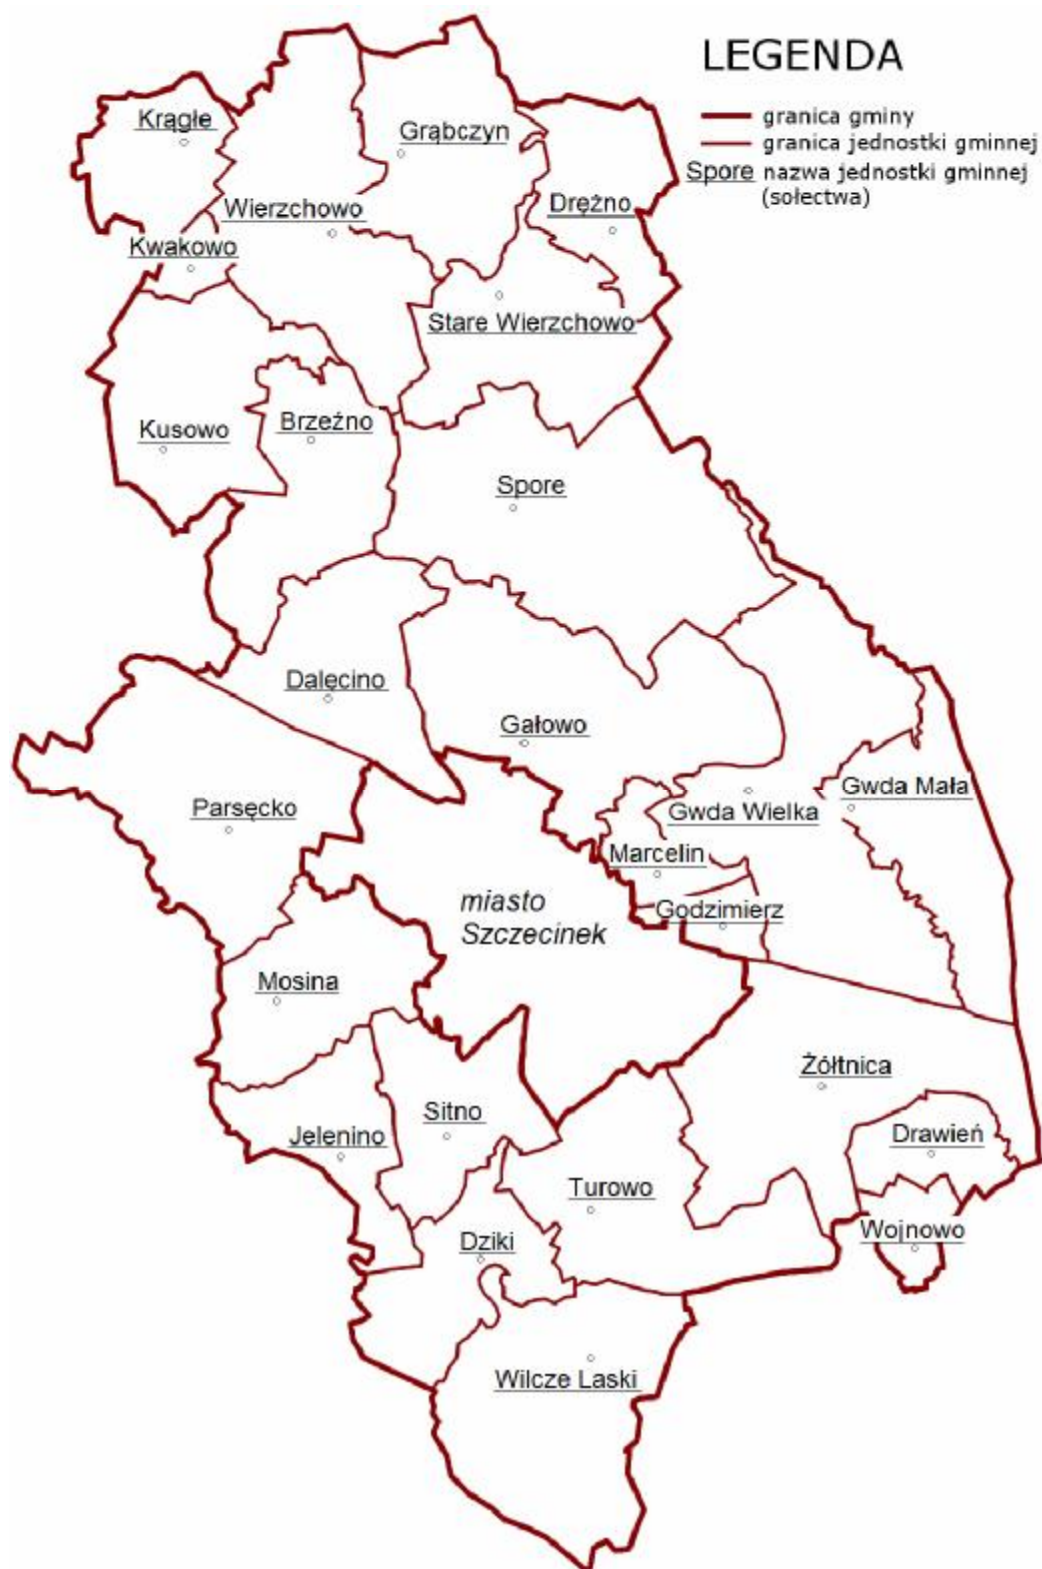 LEGENDA
granica gminy
granica jednostki gminnej
Spore nazwa jednostki gminnej
(sołectwa)
Krągłe
Grąbczyn
Wierzchowo
Drężno
Kwakowo
Stare Wierzchowo
Kusowo
Brzeźno
Spore
Dalęcino
Gałowo
Parsęcko
Gwda Wielka
Gwda Mała
Marcelin
miasto
Szczecinek
Godzimierz
Mosina
Żółtnica
Sitno
Jelenino
Drawień
Turowo
Dziki
Wojnowo
Wilcze Laski